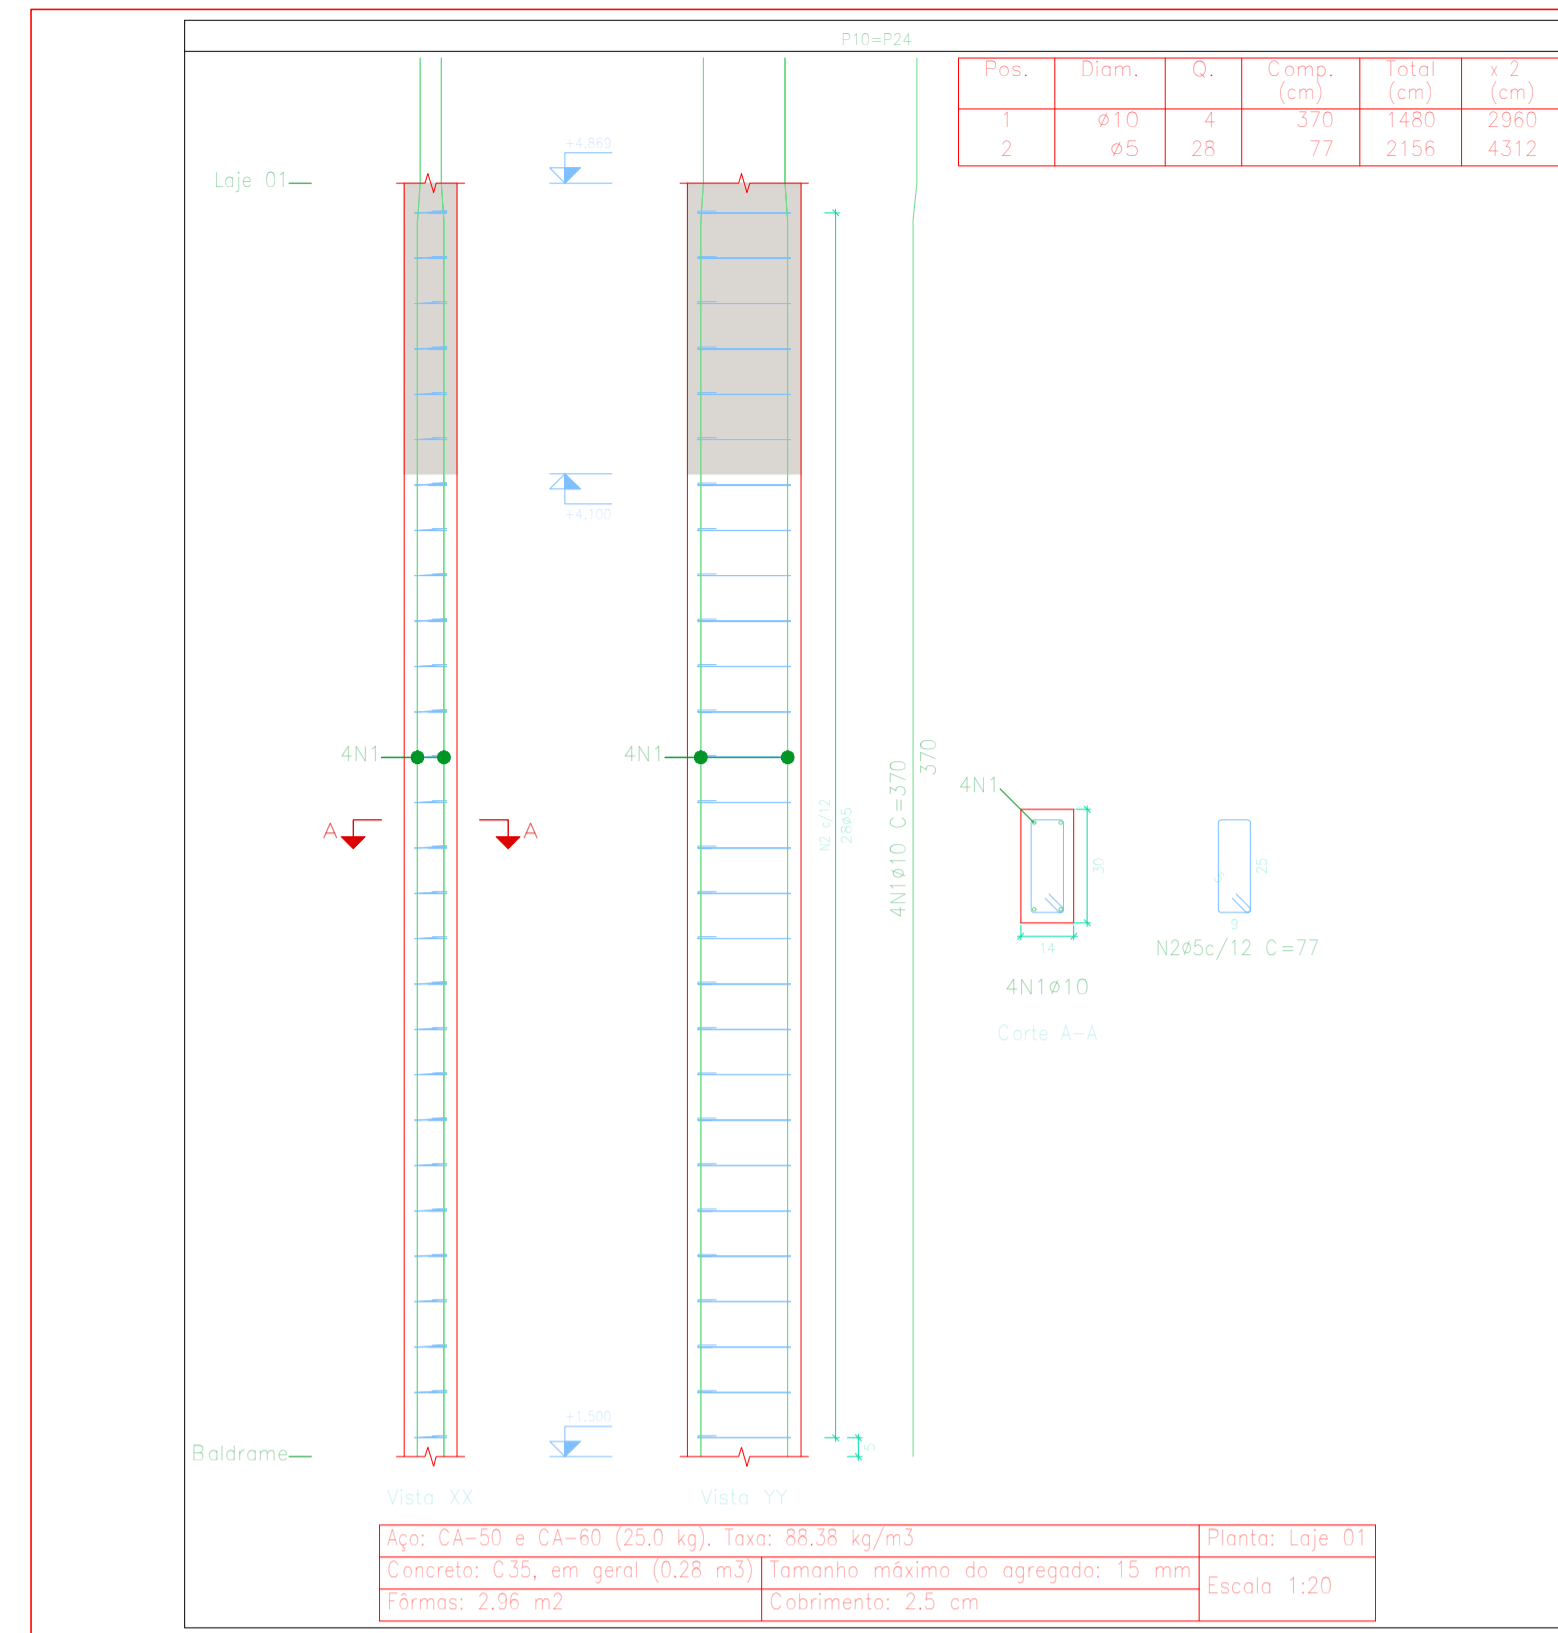 P10=P24
Pos. Diam. Q. Comp. (cm) Total (cm) x 2 (cm)
1 ø10 4 370 1480 2960
2 ø5 28 77 2156 4312
+4.869
Laje 01
+4.100
4N1
4N1
A
A
N2 c/12
28ø5
4N1ø10 C=370
370
4N1
30
14
4N1ø10
Corte A-A
5
25
9
N2ø5c/12 C=77
+1.500
5
Baldrame
Vista XX
Vista YY
Aço: CA-50 e CA-60 (25.0 kg). Taxa: 88.38 kg/m3
Planta: Laje 01
Concreto: C35, em geral (0.28 m3)
Tamanho máximo do agregado: 15 mm
Escala 1:20
Fôrmas: 2.96 m2
Cobrimento: 2.5 cm